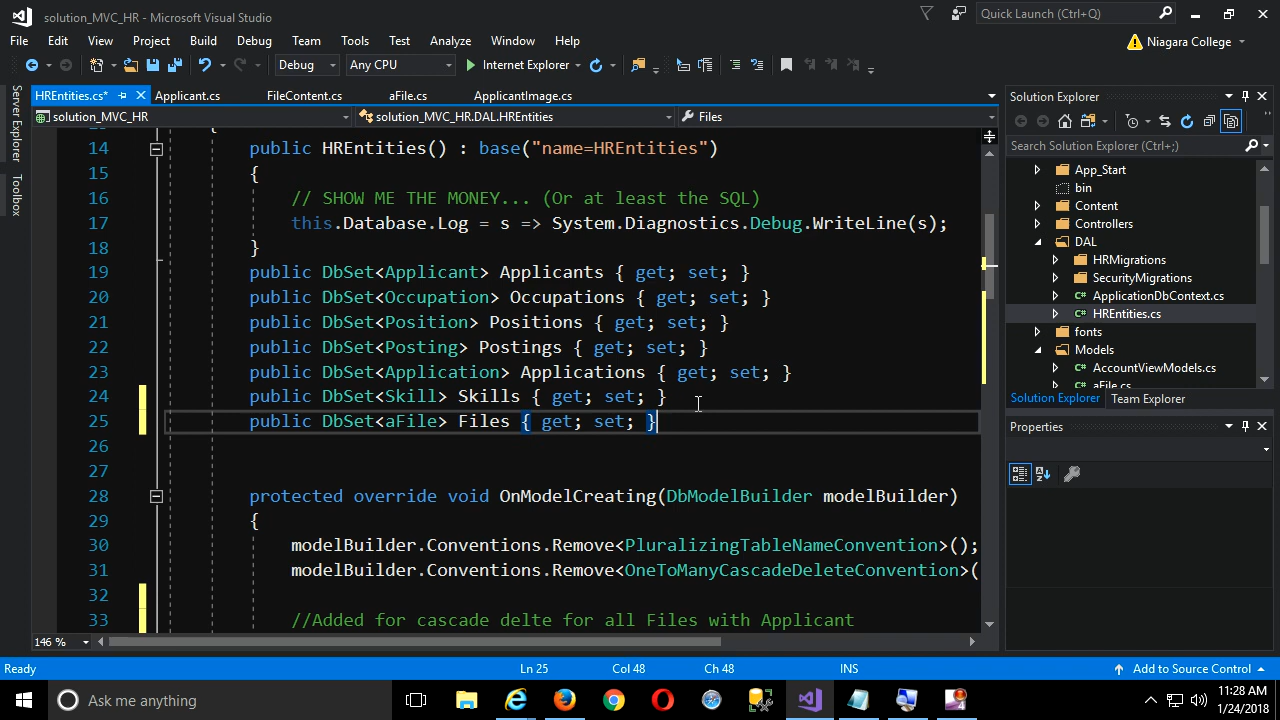 solution_MVC_HR - Microsoft Visual Studio
Quick Launch (Ctrl+Q)
File Edit View Project Build Debug Team Tools Test Analyze Window Help
Niagara College
Debug Any CPU Internet Explorer
Server Explorer
Toolbox
HREntities.cs* Applicant.cs FileContent.cs aFile.cs ApplicantImage.cs
solution_MVC_HR solution_MVC_HR.DAL.HREntities Files
14 public HREntities() : base("name=HREntities")
15 {
16 // SHOW ME THE MONEY... (Or at least the SQL)
17 this.Database.Log = s => System.Diagnostics.Debug.WriteLine(s);
18 }
19 public DbSet<Applicant> Applicants { get; set; }
20 public DbSet<Occupation> Occupations { get; set; }
21 public DbSet<Position> Positions { get; set; }
22 public DbSet<Posting> Postings { get; set; }
23 public DbSet<Application> Applications { get; set; }
24 public DbSet<Skill> Skills { get; set; }
25 public DbSet<aFile> Files { get; set; }
26
27
28 protected override void OnModelCreating(DbModelBuilder modelBuilder)
29 {
30 modelBuilder.Conventions.Remove<PluralizingTableNameConvention>();
31 modelBuilder.Conventions.Remove<OneToManyCascadeDeleteConvention>(
32
33 //Added for cascade delte for all Files with Applicant
146 %
Solution Explorer
Search Solution Explorer (Ctrl+;)
App_Start
bin
Content
Controllers
DAL
HRMigrations
SecurityMigrations
C# ApplicationDbContext.cs
C# HREntities.cs
fonts
Models
C# AccountViewModels.cs
C# aFile.cs
Solution Explorer Team Explorer
Properties
Ready Ln 25 Col 48 Ch 48 INS Add to Source Control
Ask me anything
11:28 AM
1/24/2018